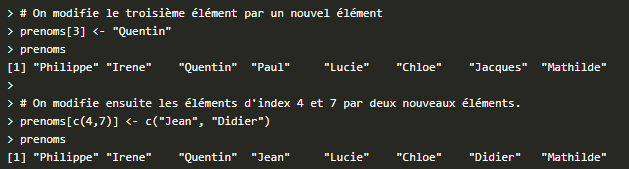 > # On modifie le troisième élément par un nouvel élément
> prenoms[3] <- "Quentin"
> prenoms
[1] "Philippe" "Irene"    "Quentin"  "Paul"     "Lucie"    "Chloe"    "Jacques"  "Mathilde"
>
> # On modifie ensuite les éléments d'index 4 et 7 par deux nouveaux éléments.
> prenoms[c(4,7)] <- c("Jean", "Didier")
> prenoms
[1] "Philippe" "Irene"    "Quentin"  "Jean"     "Lucie"    "Chloe"    "Didier"   "Mathilde"